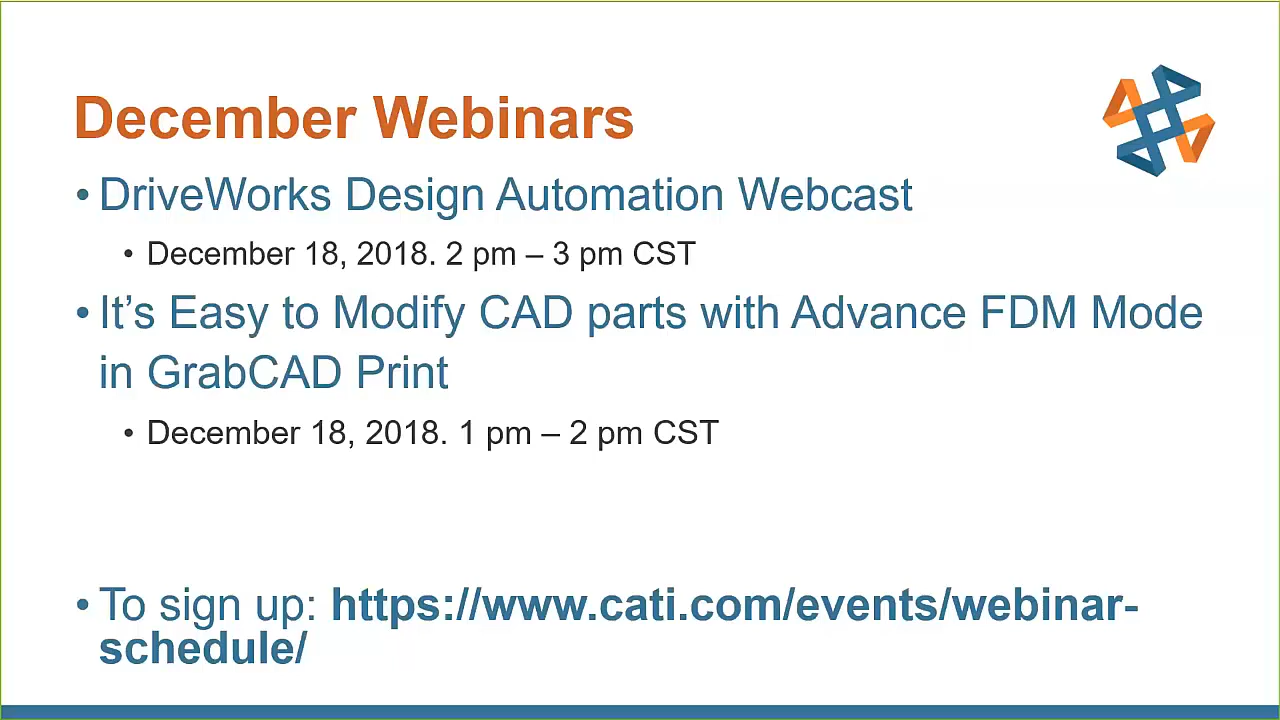 December Webinars
• DriveWorks Design Automation Webcast
• December 18, 2018. 2 pm – 3 pm CST
• It’s Easy to Modify CAD parts with Advance FDM Mode
in GrabCAD Print
• December 18, 2018. 1 pm – 2 pm CST
• To sign up: https://www.cati.com/events/webinar-
schedule/